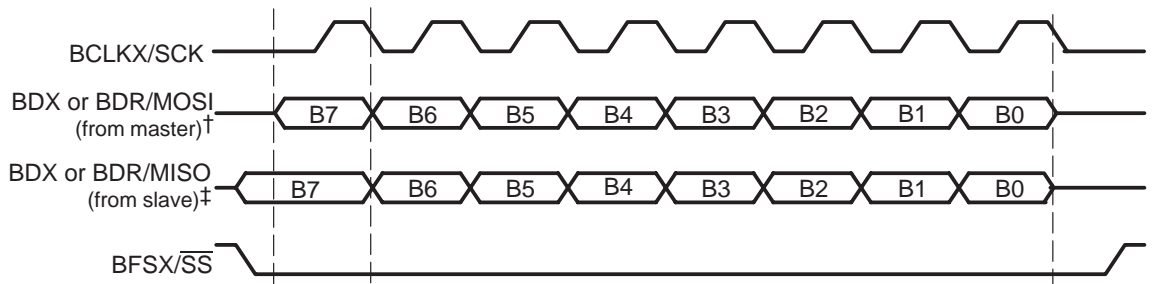 BCLKX/SCK
BDX or BDR/MOSI
(from master)†
B7 B6 B5 B4 B3 B2 B1 B0
BDX or BDR/MISO
(from slave)‡
B7 B6 B5 B4 B3 B2 B1 B0
BFSX/S̅S̅